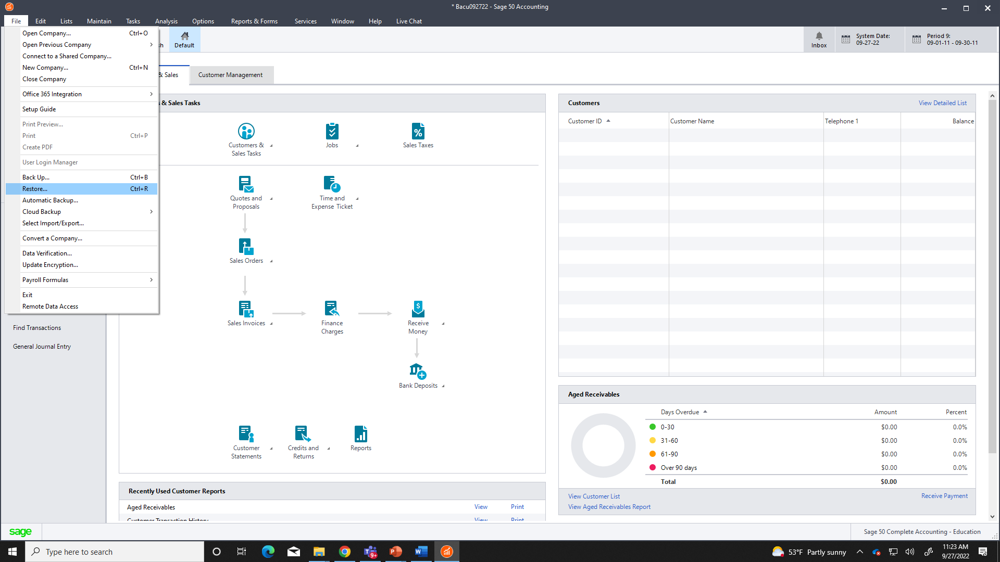 * Bacu092722 - Sage 50 Accounting
File Edit Lists Maintain Tasks Analysis Options Reports & Forms Services Window Help Live Chat
Open Company... Ctrl+O
Open Previous Company
Connect to a Shared Company...
New Company... Ctrl+N
Close Company
Office 365 Integration
Setup Guide
Print Preview...
Print Ctrl+P
Create PDF
User Login Manager
Back Up... Ctrl+B
Restore... Ctrl+R
Automatic Backup...
Cloud Backup
Select Import/Export...
Convert a Company...
Data Verification...
Update Encryption...
Payroll Formulas
Exit
Remote Data Access
Find Transactions
General Journal Entry
sh
Default
Inbox
System Date:
09-27-22
Period 9:
09-01-11 - 09-30-11
& Sales
Customer Management
s & Sales Tasks
Customers &
Sales Tasks
Jobs
Sales Taxes
Quotes and
Proposals
Time and
Expense Ticket
Sales Orders
Sales Invoices
Finance
Charges
Receive
Money
Bank Deposits
Customer
Statements
Credits and
Returns
Reports
Recently Used Customer Reports
Aged Receivables View Print
Customer Transaction History View Print
Customers View Detailed List
Customer ID Customer Name Telephone 1 Balance
Aged Receivables
Days Overdue Amount Percent
0-30 $0.00 0.0%
31-60 $0.00 0.0%
61-90 $0.00 0.0%
Over 90 days $0.00 0.0%
Total $0.00
View Customer List Receive Payment
View Aged Receivables Report
sage
Sage 50 Complete Accounting - Education
Type here to search
9+
53°F Partly sunny
11:23 AM
9/27/2022